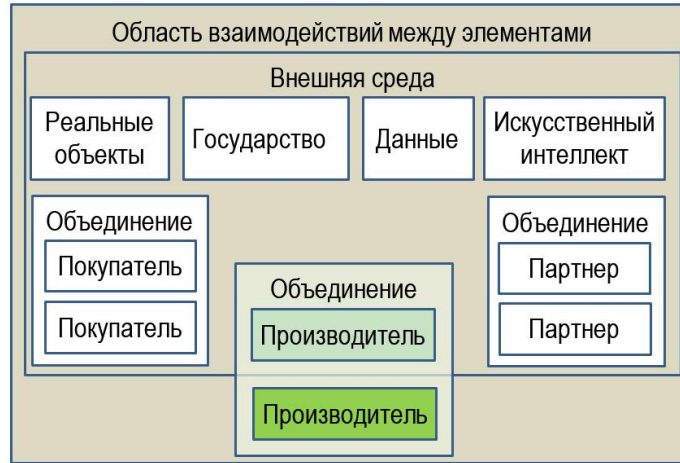 Область взаимодействий между элементами
Внешняя среда
Реальные
объекты
Государство
Данные
Искусственный
интеллект
Объединение
Покупатель
Покупатель
Объединение
Производитель
Производитель
Объединение
Партнер
Партнер